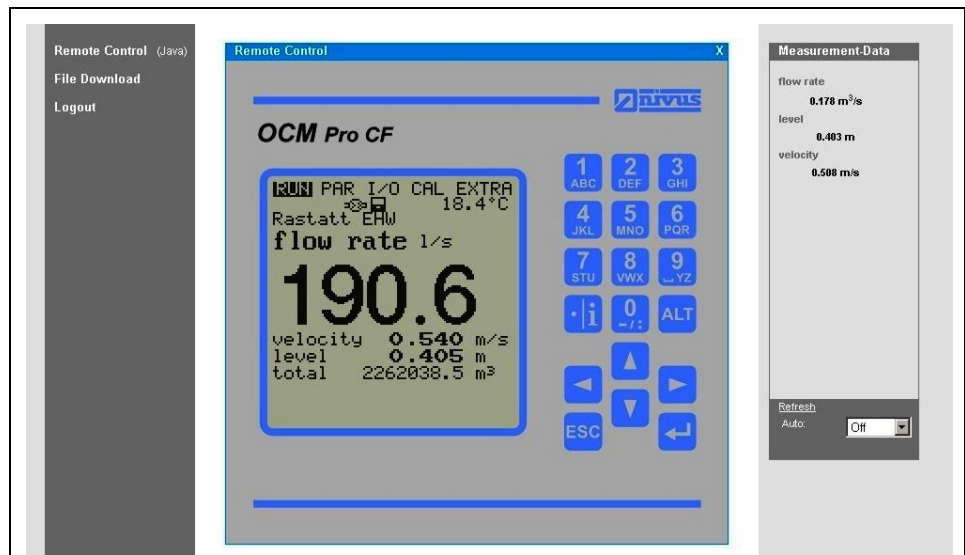 Remote Control (Java)
File Download
Logout
Remote Control X
nivus
OCM Pro CF
RUN PAR I/O CAL EXTRA
18.4°C
Rastatt EHW
flow rate l/s
190.6
velocity 0.540 m/s
level 0.405 m
total 2262038.5 m³
1 2 3
ABC DEF GHI
4 5 6
JKL MNO PQR
7 8 9
STU VWX ⎵YZ
·|i 0 ALT
–/:
ESC
Measurement-Data
flow rate
0.178 m³/s
level
0.403 m
velocity
0.508 m/s
Refresh
Auto: Off